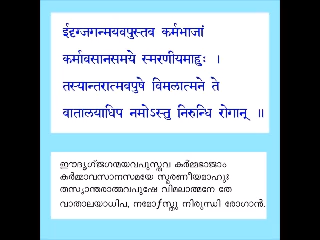 ईदृग्जगन्मयवपुस्तव कर्मभाजां
कर्मावसानसमये स्मरणीयमाहुः ।
तस्यान्तरात्मवपुषे विमलात्मने ते
वातालयाधिप नमोऽस्तु निरुन्धि रोगान् ॥
ഈദൃഗ്ജഗന്മയവപുസ്തവ കർമ്മഭാജാം
കർമ്മാവസാനസമയേ സ്മരണീയമാഹുഃ
തസ്യാന്തരാത്മവപുഷേ വിമലാത്മനേ തേ
വാതാലയാധിപ, നമോƒസ്തു നിരുന്ധി രോഗാൻ.